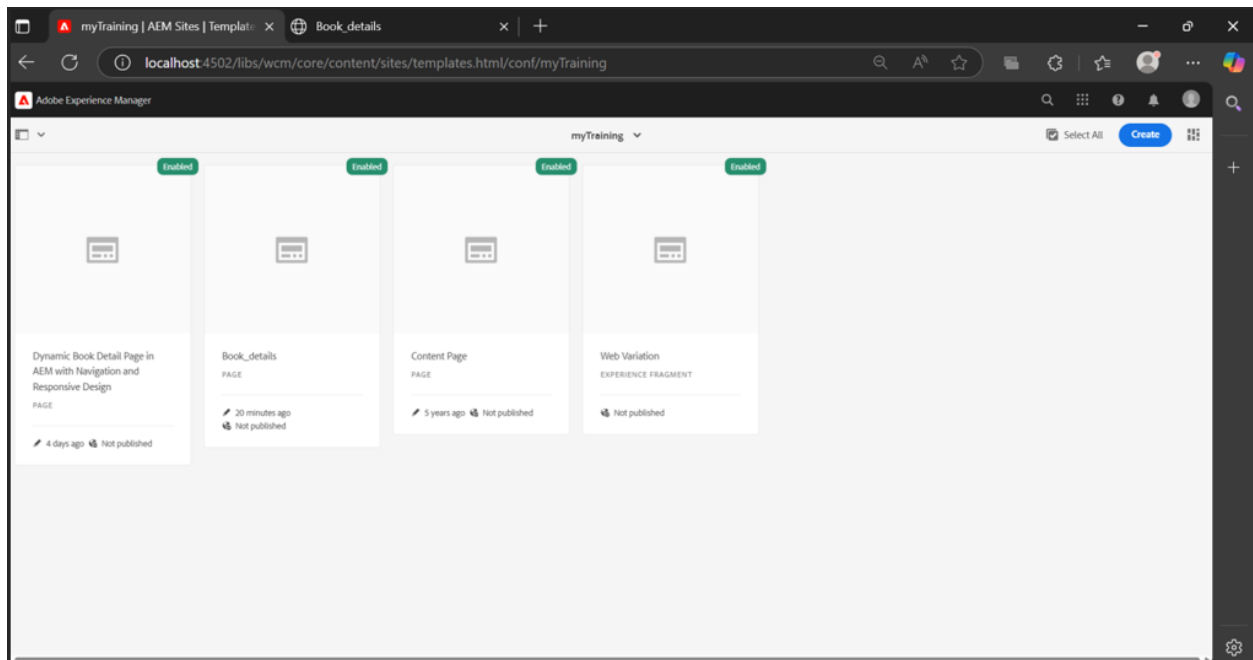 myTraining | AEM Sites | Templat
Book_details
localhost:4502/libs/wcm/core/content/sites/templates.html/conf/myTraining
Adobe Experience Manager
myTraining
Select All
Create
Enabled
Dynamic Book Detail Page in
AEM with Navigation and
Responsive Design
PAGE
4 days ago Not published
Enabled
Book_details
PAGE
20 minutes ago
Not published
Enabled
Content Page
PAGE
5 years ago Not published
Enabled
Web Variation
EXPERIENCE FRAGMENT
Not published